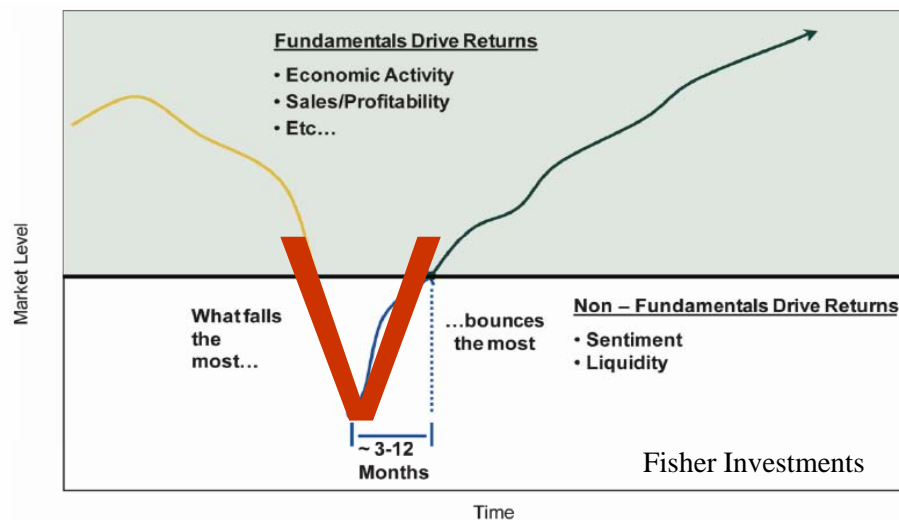 Fundamentals Drive Returns
• Economic Activity
• Sales/Profitability
• Etc...
Market Level
What falls
the
most...
V
...bounces
the most
Non – Fundamentals Drive Returns
• Sentiment
• Liquidity
~ 3-12
Months
Fisher Investments
Time